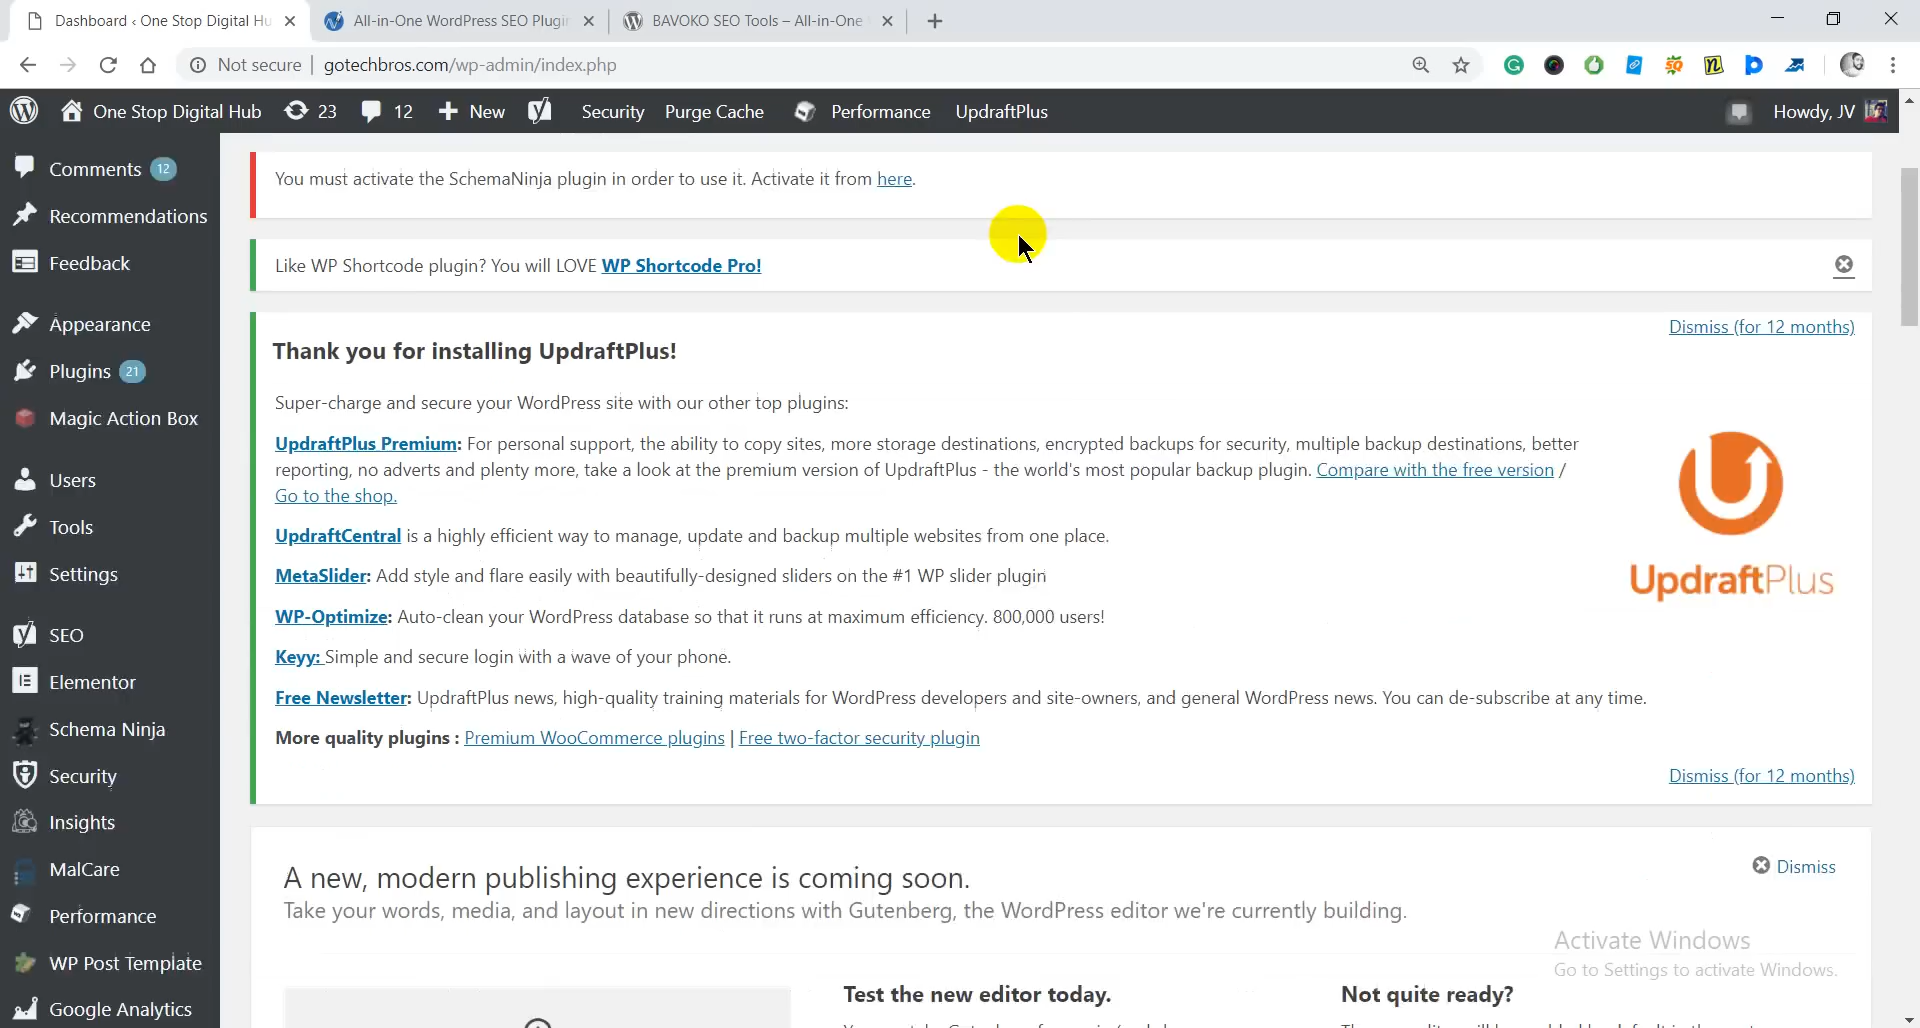 Dashboard ‹ One Stop Digital Hu
All-in-One WordPress SEO Plugin
BAVOKO SEO Tools – All-in-One
Not secure
gotechbros.com/wp-admin/index.php
One Stop Digital Hub
23
12
New
Security
Purge Cache
Performance
UpdraftPlus
Howdy, JV
Comments 12
Recommendations
Feedback
Appearance
Plugins 21
Magic Action Box
Users
Tools
Settings
SEO
Elementor
Schema Ninja
Security
Insights
MalCare
Performance
WP Post Template
Google Analytics
You must activate the SchemaNinja plugin in order to use it. Activate it from here.
Like WP Shortcode plugin? You will LOVE WP Shortcode Pro!
Dismiss (for 12 months)
Thank you for installing UpdraftPlus!
Super-charge and secure your WordPress site with our other top plugins:
UpdraftPlus Premium: For personal support, the ability to copy sites, more storage destinations, encrypted backups for security, multiple backup destinations, better
reporting, no adverts and plenty more, take a look at the premium version of UpdraftPlus - the world's most popular backup plugin. Compare with the free version /
Go to the shop.
UpdraftCentral is a highly efficient way to manage, update and backup multiple websites from one place.
MetaSlider: Add style and flare easily with beautifully-designed sliders on the #1 WP slider plugin
WP-Optimize: Auto-clean your WordPress database so that it runs at maximum efficiency. 800,000 users!
Keyy: Simple and secure login with a wave of your phone.
Free Newsletter: UpdraftPlus news, high-quality training materials for WordPress developers and site-owners, and general WordPress news. You can de-subscribe at any time.
More quality plugins : Premium WooCommerce plugins | Free two-factor security plugin
UpdraftPlus
Dismiss (for 12 months)
Dismiss
A new, modern publishing experience is coming soon.
Take your words, media, and layout in new directions with Gutenberg, the WordPress editor we're currently building.
Activate Windows
Go to Settings to activate Windows.
Test the new editor today.
Not quite ready?